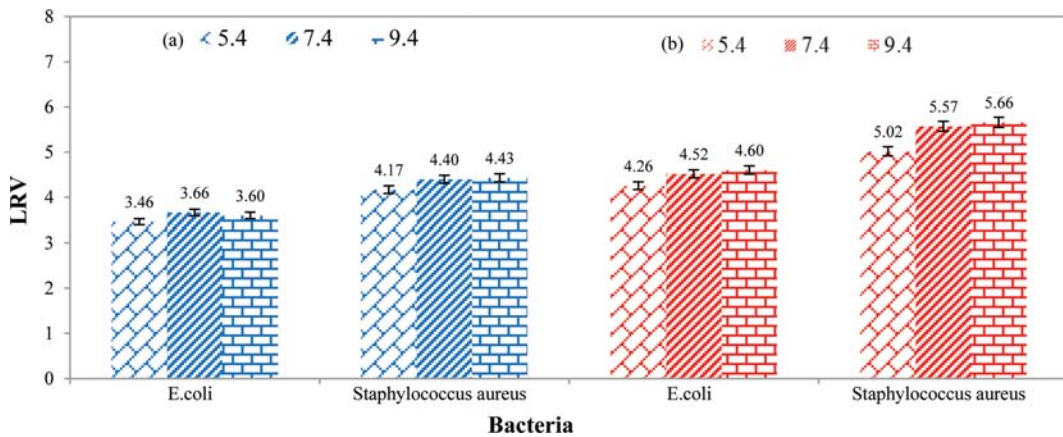 8
7
6
5
4
3
2
1
0
LRV
(a) 5.4 7.4 9.4
(b) 5.4 7.4 9.4
3.46 3.66 3.60
4.17 4.40 4.43
4.26 4.52 4.60
5.02 5.57 5.66
E.coli Staphylococcus aureus E.coli Staphylococcus aureus
Bacteria